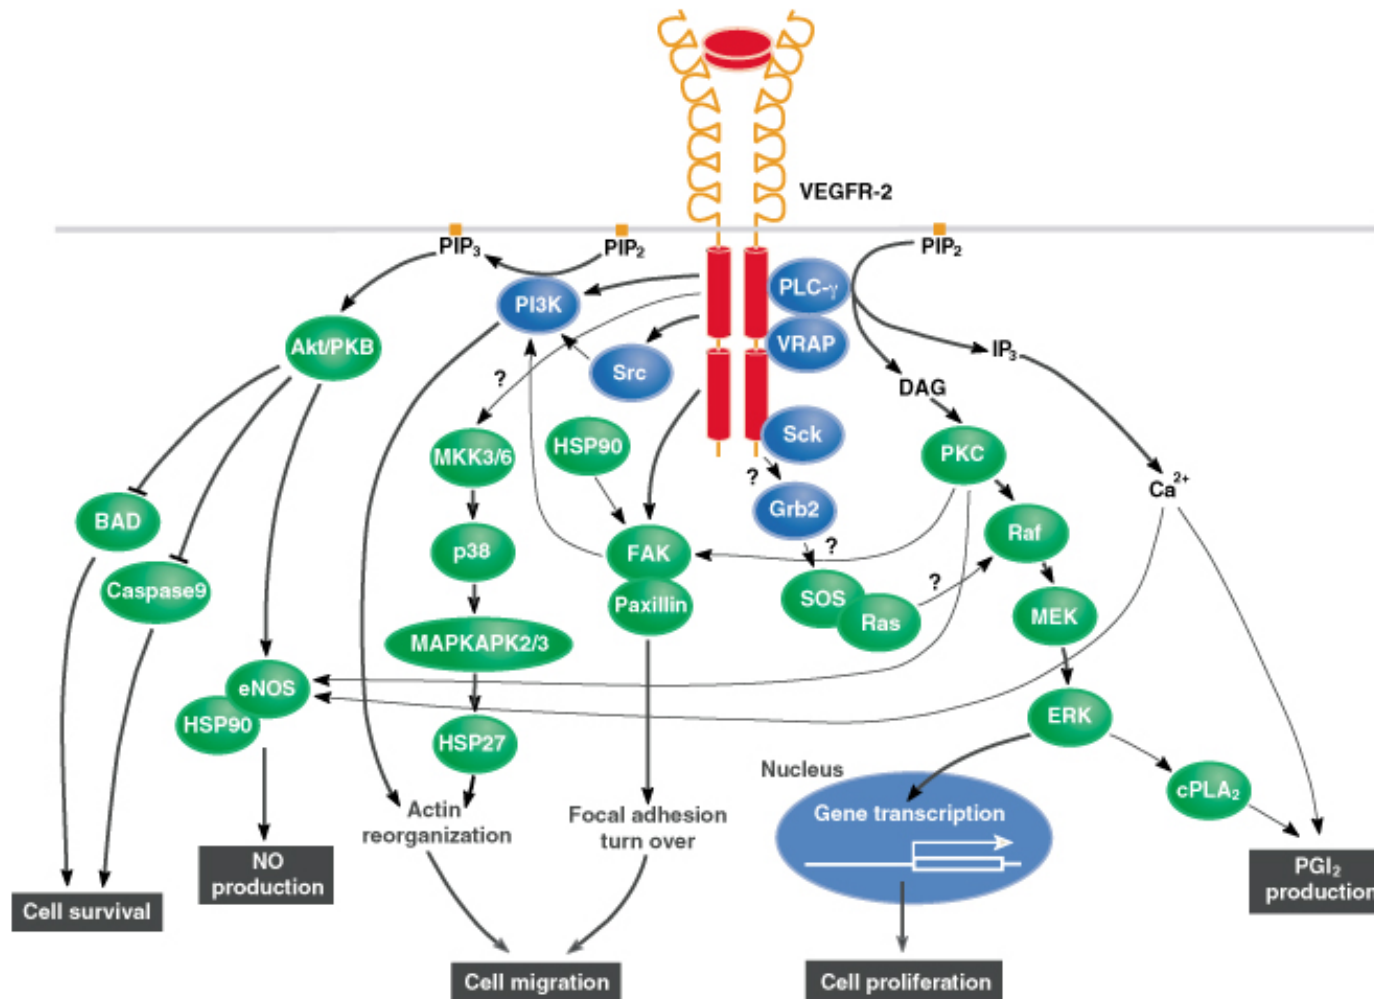 VEGFR-2
PIP₃
PIP₂
PIP₂
PI3K
PLC-γ
Akt/PKB
VRAP
IP₃
Src
?
DAG
Sck
HSP90
MKK3/6
PKC
?
Ca²⁺
Grb2
BAD
Raf
p38
FAK
?
Caspase9
?
SOS
Paxillin
Ras
MEK
MAPKAPK2/3
eNOS
HSP90
ERK
HSP27
Nucleus
cPLA₂
Actin
reorganization
Focal adhesion
turn over
Gene transcription
NO
production
PGI₂
production
Cell survival
Cell migration
Cell proliferation